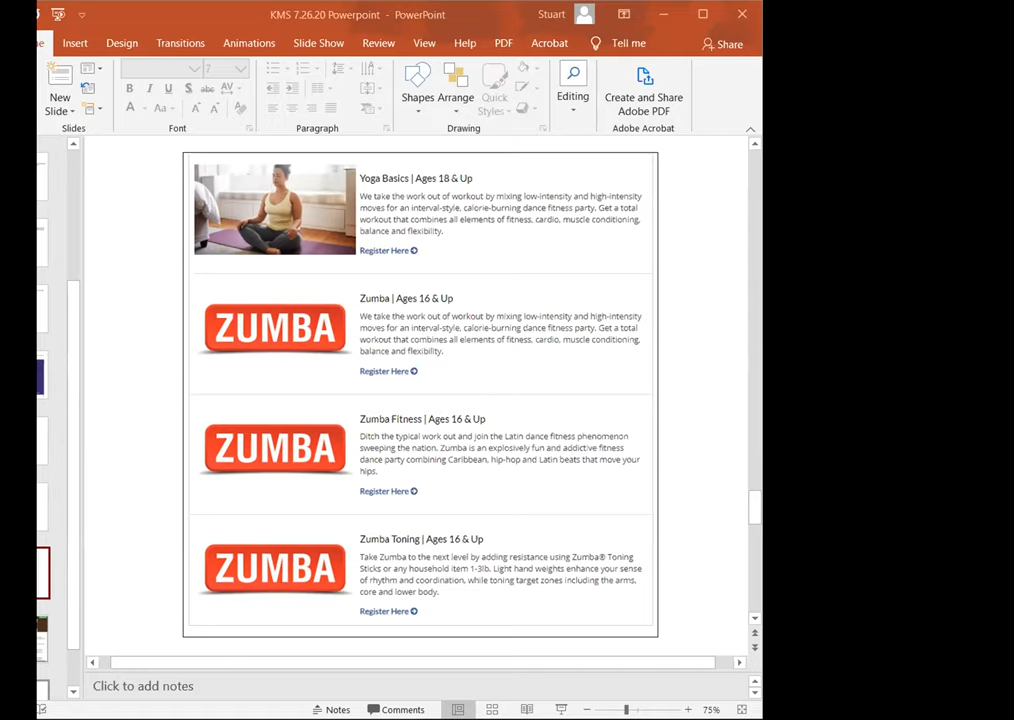 KMS 7.26.20 Powerpoint - PowerPoint
Stuart
Insert Design Transitions Animations Slide Show Review View Help PDF Acrobat Tell me Share
7
B I U S abc AV
A Aa A A
New
Slide
Shapes Arrange Quick
Styles
Editing
Create and Share
Adobe PDF
Slides Font Paragraph Drawing Adobe Acrobat
Yoga Basics | Ages 18 & Up
We take the work out of workout by mixing low-intensity and high-intensity
moves for an interval-style, calorie-burning dance fitness party. Get a total
workout that combines all elements of fitness, cardio, muscle conditioning,
balance and flexibility.
Register Here
ZUMBA
Zumba | Ages 16 & Up
We take the work out of workout by mixing low-intensity and high-intensity
moves for an interval-style, calorie-burning dance fitness party. Get a total
workout that combines all elements of fitness, cardio, muscle conditioning,
balance and flexibility.
Register Here
ZUMBA
Zumba Fitness | Ages 16 & Up
Ditch the typical work out and join the Latin dance fitness phenomenon
sweeping the nation. Zumba is an explosively fun and addictive fitness
dance party combining Caribbean, hip-hop and Latin beats that move your
hips.
Register Here
ZUMBA
Zumba Toning | Ages 16 & Up
Take Zumba to the next level by adding resistance using Zumba® Toning
Sticks or any household item 1-3lb. Light hand weights enhance your sense
of rhythm and coordination, while toning target zones including the arms,
core and lower body.
Register Here
Click to add notes
Notes Comments 75%